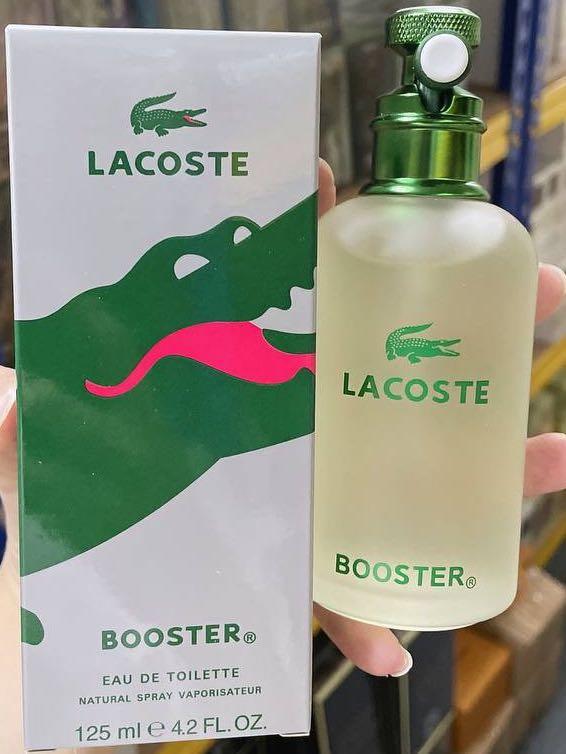 LACOSTE
BOOSTER®
EAU DE TOILETTE
NATURAL SPRAY VAPORISATEUR
125 ml ℮ 4.2 FL. OZ.
LACOSTE
BOOSTER®